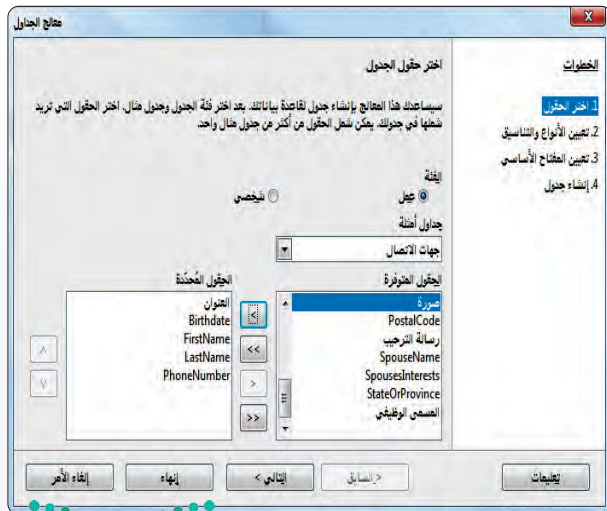 معالج الجداول
الخطوات
1. اختر الحقول
2. تعيين الأنواع والتناسيق
3. تعيين المفتاح الأساسي
4. إنشاء جدول
اختر حقول الجدول
سيساعدك هذا المعالج بإنشاء جدول لقاعدة بياناتك. بعد اختر فئة الجدول وجدول مثال، اختر الحقول التي تريد
شملها في جدولك. يمكن شمل الحقول من أكثر من جدول مثال واحد.
الفئة
عمل
شخصي
جداول أمثلة
جهات الاتصال
الحقول المتوفرة
صورة
PostalCode
رسالة الترحيب
SpouseName
SpousesInterests
StateOrProvince
المسمى الوظيفي
>
>>
<
<<
الحقول المُحدّدة
العنوان
Birthdate
FirstName
LastName
PhoneNumber
تعليمات
< السابق
التالي >
إنهاء
إلغاء الأمر